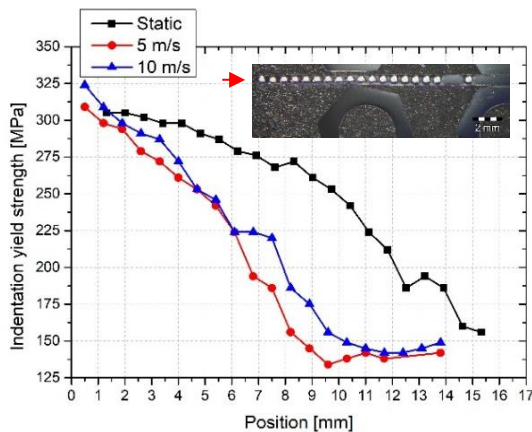 Static
5 m/s
10 m/s
350
325
300
275
250
225
200
175
150
125
Indentation yield strength [MPa]
2 mm
0 1 2 3 4 5 6 7 8 9 10 11 12 13 14 15 16 17
Position [mm]